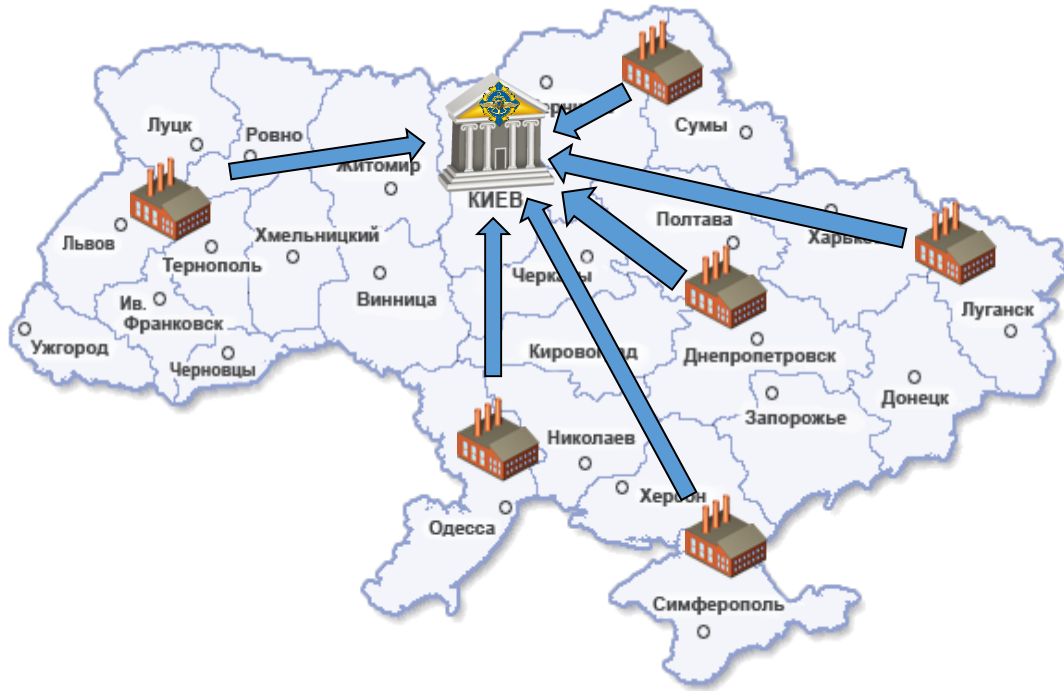 Луцк
Ровно
Житомир
КИЕВ
Сумы
Львов
Тернополь
Хмельницкий
Винница
Полтава
Ив.
Франковск
Ужгород
Черновцы
Луганск
Днепропетровск
Донецк
Запорожье
Николаев
Одесса
Симферополь